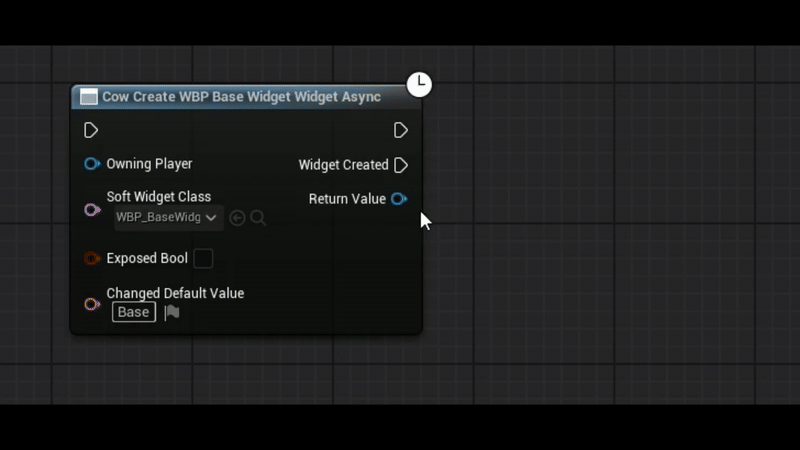 Cow Create WBP Base Widget Widget Async
Owning Player
Widget Created
Soft Widget Class
WBP_BaseWidg
Return Value
Exposed Bool
Changed Default Value
Base